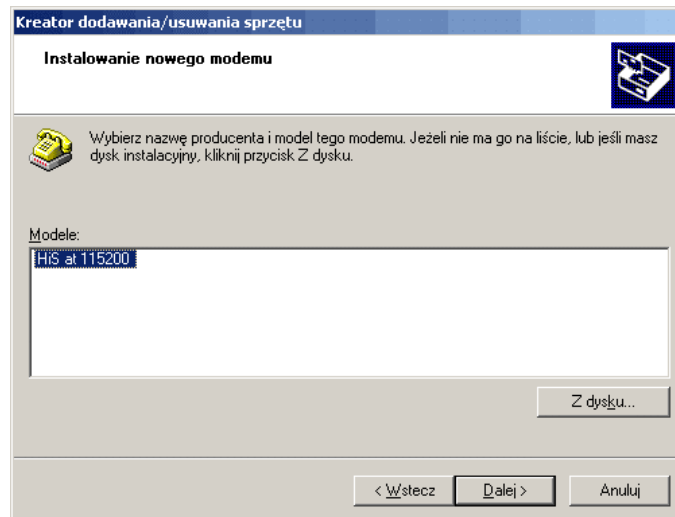 Kreator dodawania/usuwania sprzętu
Instalowanie nowego modemu
Wybierz nazwę producenta i model tego modemu. Jeżeli nie ma go na liście, lub jeśli masz
dysk instalacyjny, kliknij przycisk Z dysku.
Modele:
HiS at 115200
Z dysku...
< Wstecz
Dalej >
Anuluj